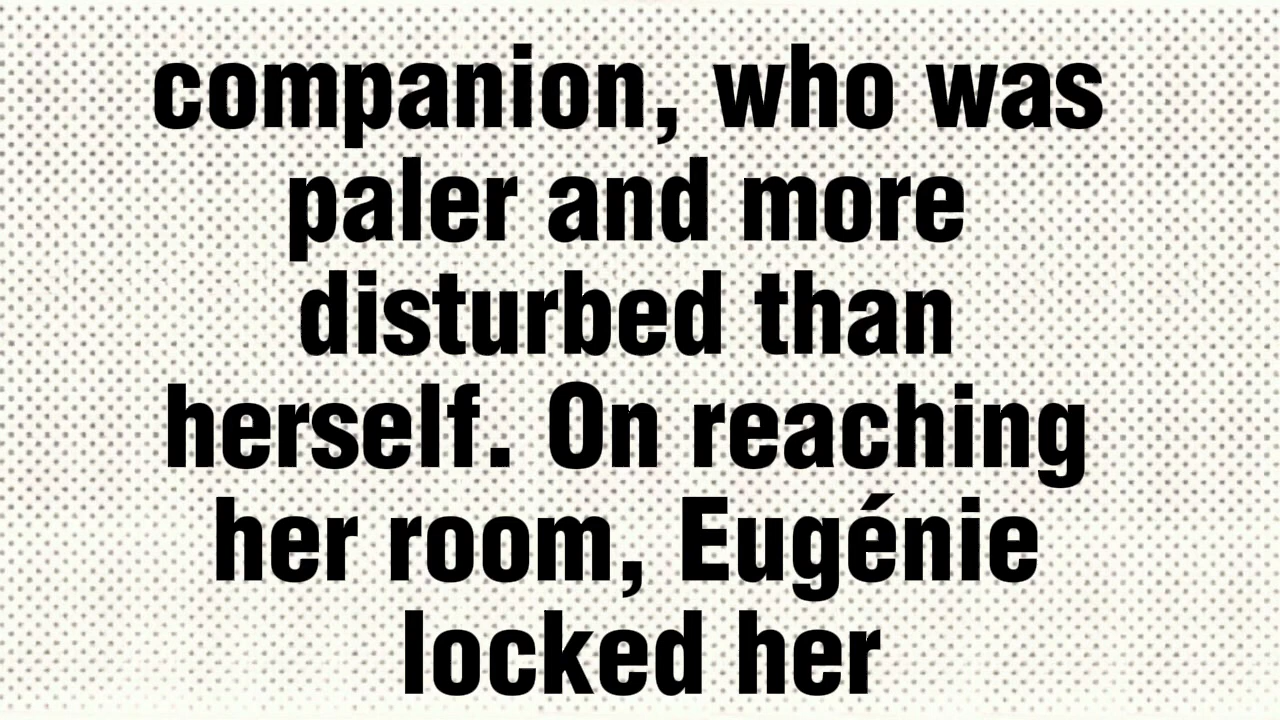 companion, who was
paler and more
disturbed than
herself. On reaching
her room, Eugénie
locked her